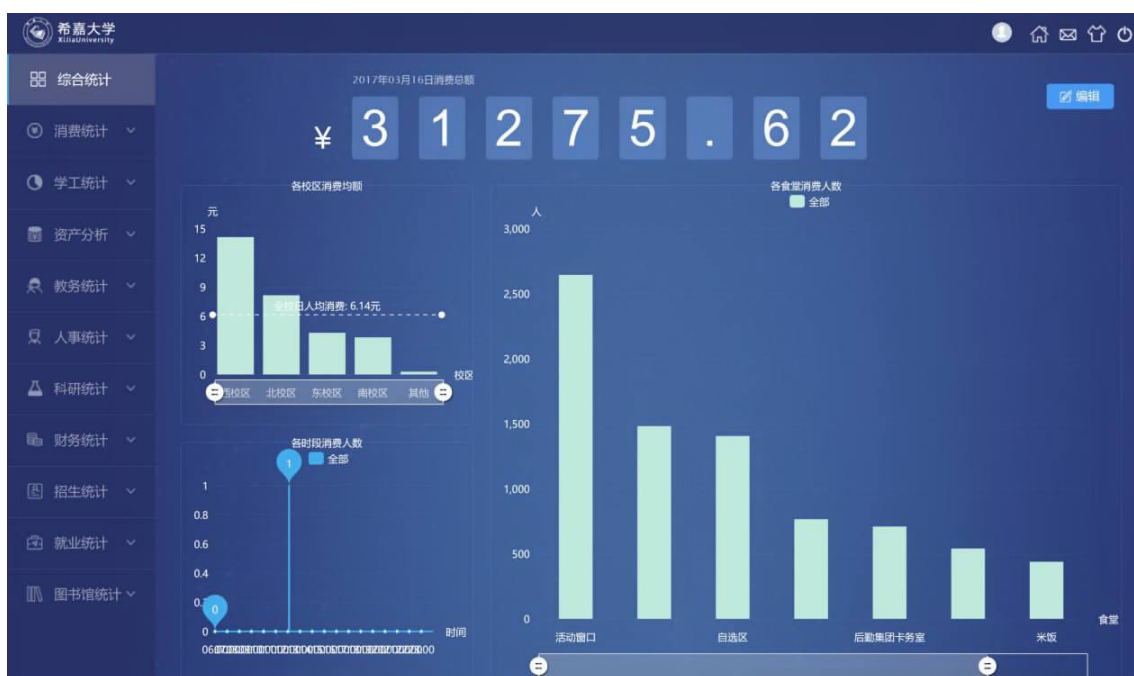 希嘉大学
XiJiaUniversity
综合统计
消费统计
学工统计
资产分析
教务统计
人事统计
科研统计
财务统计
招生统计
就业统计
图书馆统计
2017年03月16日消费总额
编辑
¥ 31275.62
各校区消费均额
元
15
12
9
6
3
0
全校日人均消费: 6.14元
校区
西校区 北校区 东校区 南校区 其他
各时段消费人数
全部
1
1
0.8
0.6
0.4
0
0
时间
各食堂消费人数
全部
人
3,000
2,500
2,000
1,500
1,000
500
0
食堂
活动窗口 自选区 后勤集团卡务室 米饭